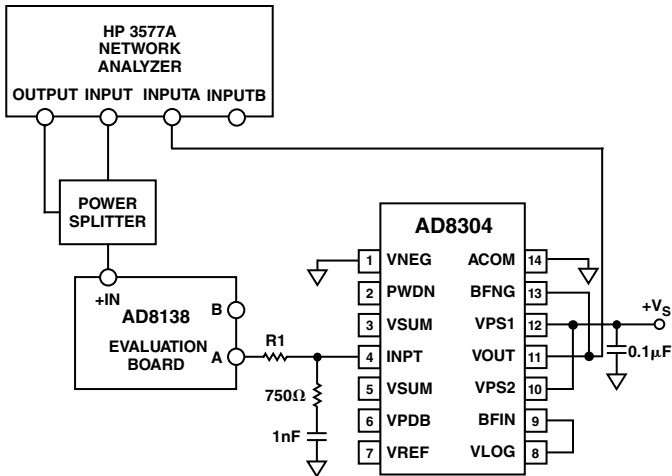 HP 3577A
NETWORK
ANALYZER
OUTPUT INPUT INPUTA INPUTB
POWER
SPLITTER
+IN
AD8138
EVALUATION
BOARD
B
A
R1
750Ω
1nF
AD8304
1 VNEG ACOM 14
2 PWDN BFNG 13
3 VSUM VPS1 12
4 INPT VOUT 11
5 VSUM VPS2 10
6 VPDB BFIN 9
7 VREF VLOG 8
+VS
0.1μF